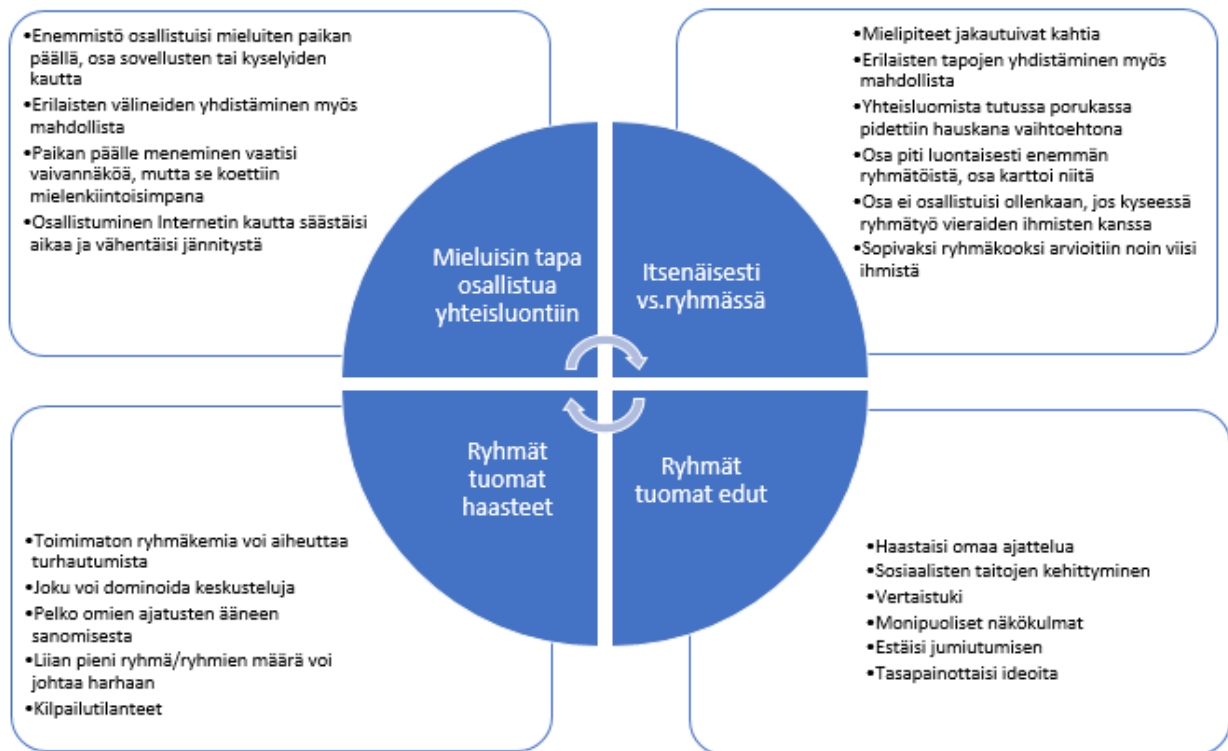 •Enemmistö osallistuisi mieluiten paikan
päällä, osa sovellusten tai kyselyiden
kautta
•Erilaisten välineiden yhdistäminen myös
mahdollista
•Paikan päälle meneminen vaatisi
vaivannäköä, mutta se koettiin
mielenkiintoisimpana
•Osallistuminen Internetin kautta säästäisi
aikaa ja vähentäisi jännitystä
•Mielipiteet jakautuivat kahtia
•Erilaisten tapojen yhdistäminen myös
mahdollista
•Yhteisluomista tutussa porukassa
pidettiin hauskana vaihtoehtona
•Osa piti luontaisesti enemmän
ryhmätöistä, osa karttoi niitä
•Osa ei osallistuisi ollenkaan, jos kyseessä
ryhmätyö vieraiden ihmisten kanssa
•Sopivaksi ryhmäkooksi arvioitiin noin viisi
ihmistä
Mieluisin tapa
osallistua
yhteisluontiin
Itsenäisesti
vs.ryhmässä
Ryhmät
tuomat
haasteet
Ryhmät
tuomat edut
•Toimimaton ryhmäkemia voi aiheuttaa
turhautumista
•Joku voi dominoida keskusteluja
•Pelko omien ajatusten ääneen
sanomisesta
•Liian pieni ryhmä/ryhmien määrä voi
johtaa harhaan
•Kilpailutilanteet
•Haastaisi omaa ajattelua
•Sosiaalisten taitojen kehittyminen
•Vertaistuki
•Monipuoliset näkökulmat
•Estäisi jumiutumisen
•Tasapainottaisi ideoita